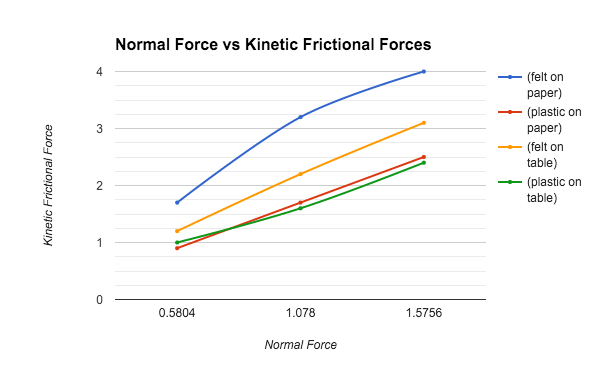 Normal Force vs Kinetic Frictional Forces
Kinetic Frictional Force
4
3
2
1
0
0.5804 1.078 1.5756
Normal Force
(felt on
paper)
(plastic on
paper)
(felt on
table)
(plastic on
table)